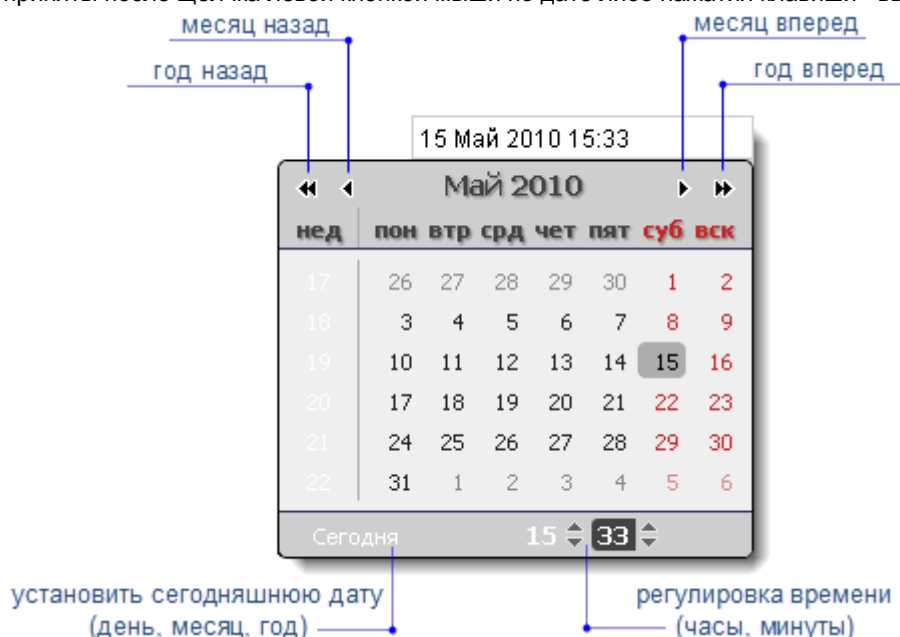 месяц назад
месяц вперед
год назад
год вперед
15 Май 2010 15:33
Май 2010
нед пон втр срд чет пят суб вск
17 26 27 28 29 30 1 2
18 3 4 5 6 7 8 9
19 10 11 12 13 14 15 16
20 17 18 19 20 21 22 23
21 24 25 26 27 28 29 30
22 31 1 2 3 4 5 6
Сегодня 15 33
установить сегодняшнюю дату
(день, месяц, год)
регулировка времени
(часы, минуты)